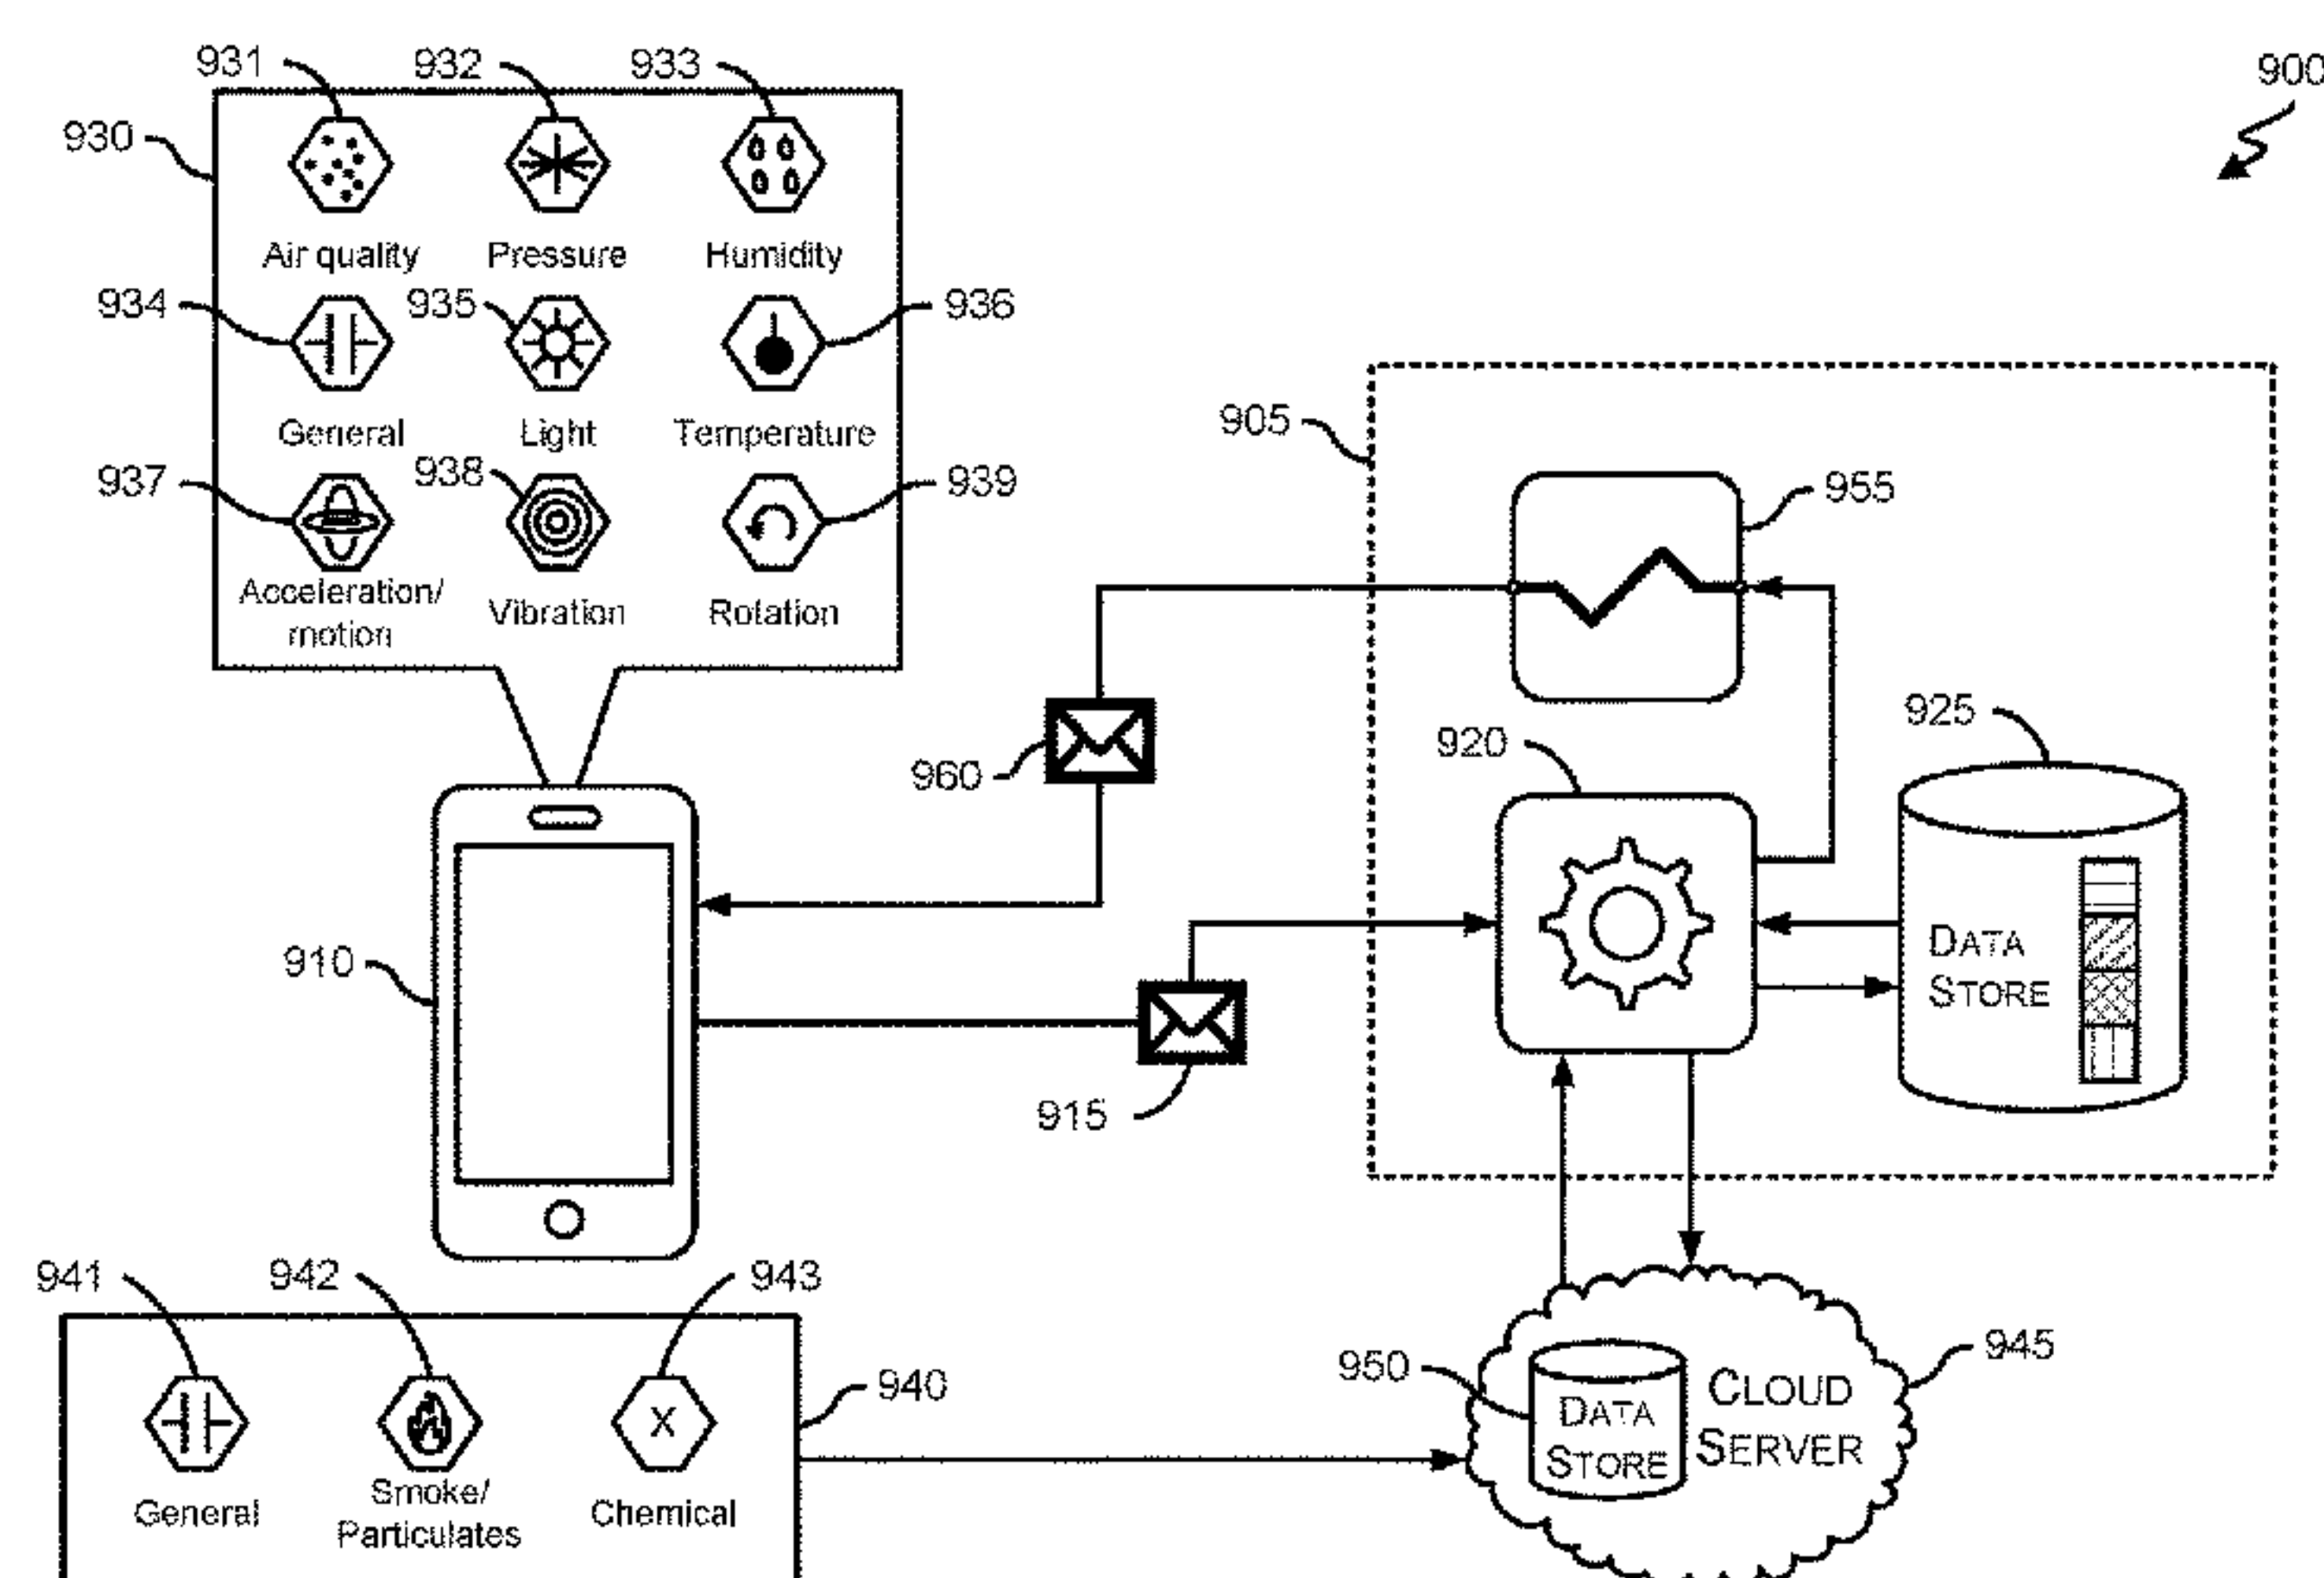 931
932
933
900
930
Air quality
Pressure
Humidity
934
935
936
General
Light
Temperature
905
937
938
939
955
Acceleration/
motion
Vibration
Rotation
925
920
960
910
DATA
STORE
915
941
942
943
940
950
945
DATA
STORE
CLOUD
SERVER
X
General
Smoke/
Particulates
Chemical